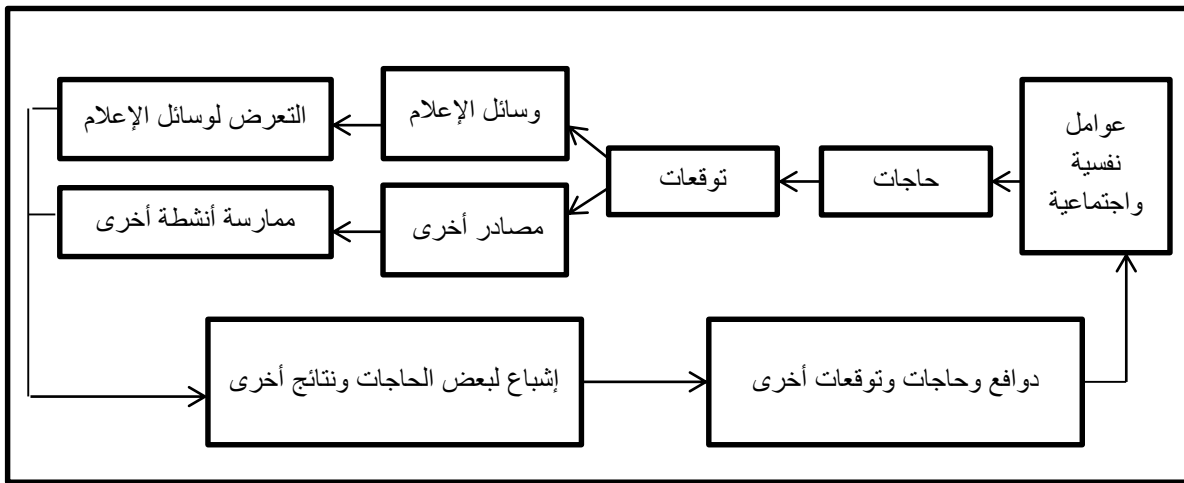 عوامل
نفسية
واجتماعية
حاجات
توقعات
وسائل الإعلام
التعرض لوسائل الإعلام
مصادر أخرى
ممارسة أنشطة أخرى
إشباع لبعض الحاجات ونتائج أخرى
دوافع وحاجات وتوقعات أخرى